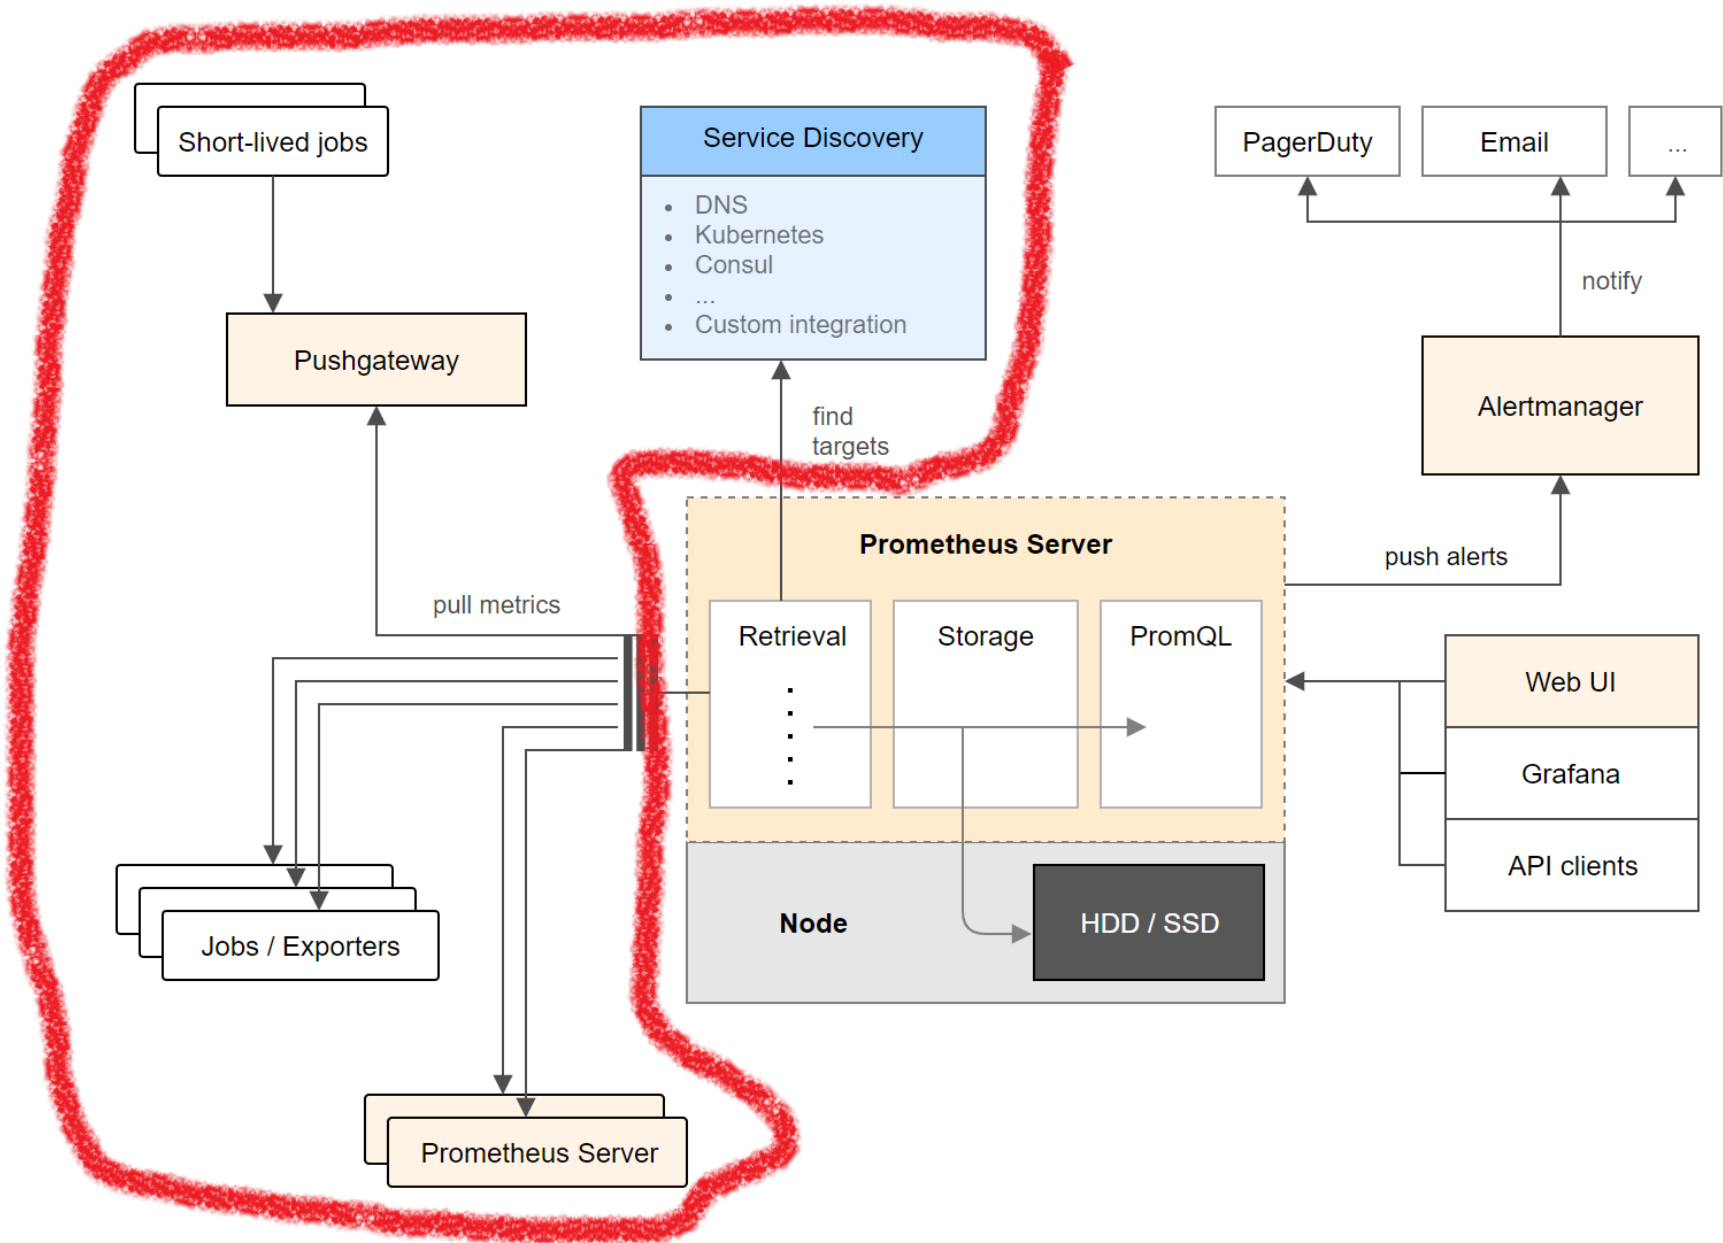 Short-lived jobs
Service Discovery
DNS
Kubernetes
Consul
...
Custom integration
PagerDuty
Email
...
notify
Pushgateway
find
targets
Alertmanager
Prometheus Server
push alerts
pull metrics
Retrieval
Storage
PromQL
Web UI
Grafana
API clients
Node
HDD / SSD
Jobs / Exporters
Prometheus Server